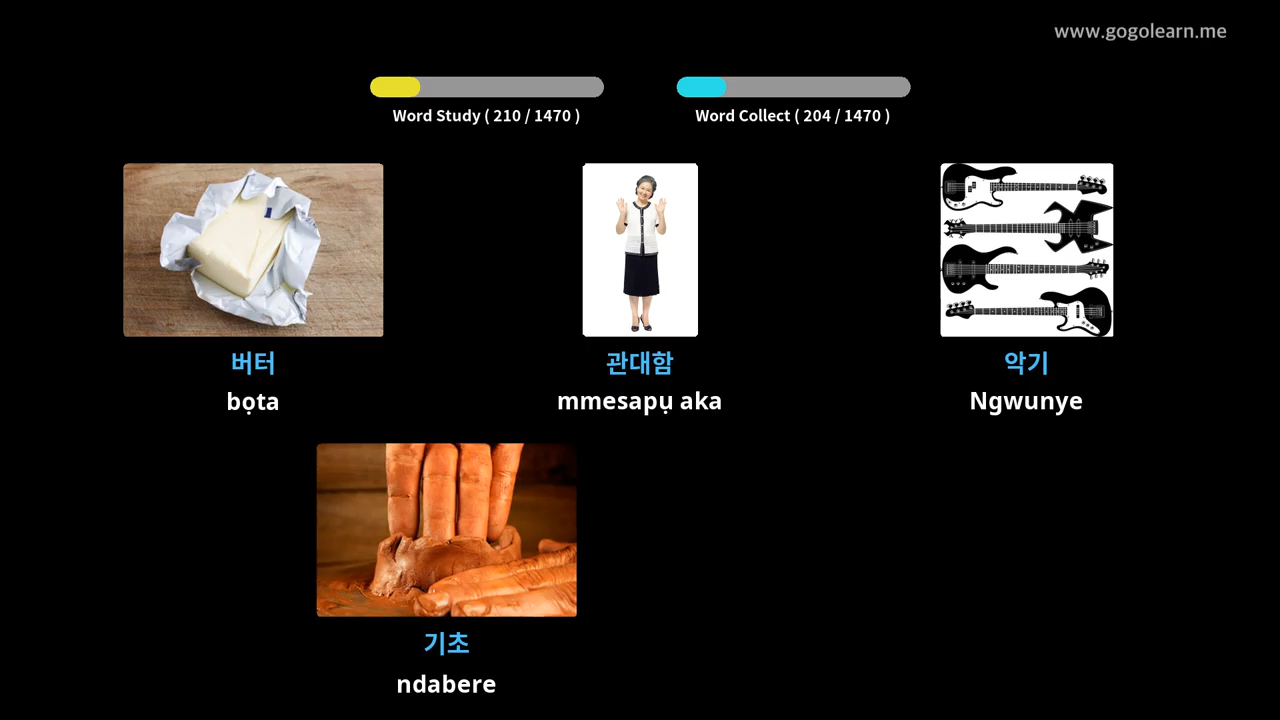 www.gogolearn.me
Word Study ( 210 / 1470 )
Word Collect ( 204 / 1470 )
버터
bọta
관대함
mmesapụ aka
악기
Ngwunye
기초
ndabere